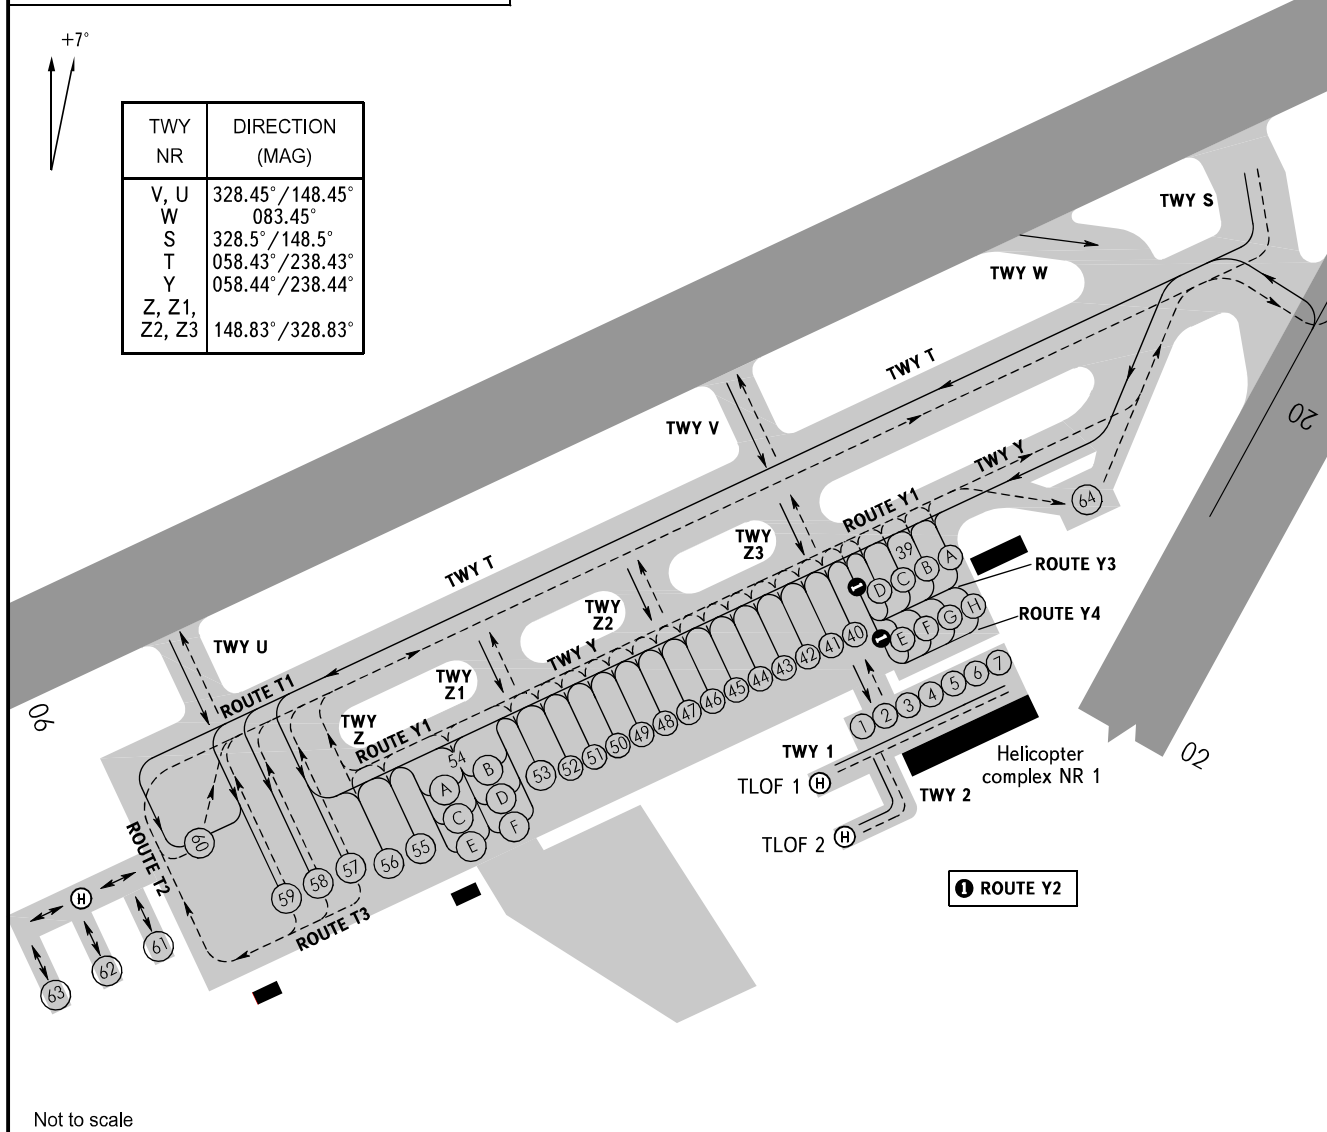 +7°
TWY NR
DIRECTION (MAG)
V, U 328.45°/148.45°
W 083.45°
S 328.5°/148.5°
T 058.43°/238.43°
Y 058.44°/238.44°
Z, Z1,
Z2, Z3 148.83°/328.83°
TWY S
TWY W
TWY T
20
TWY V
TWY Y
64
ROUTE Y1
TWY
Z3
39
A
B
C
D
1
ROUTE Y3
TWY T
TWY
Z2
H
G
F
E
1
ROUTE Y4
TWY U
TWY Y
40
41
42
43
44
45
46
47
48
49
50
51
52
53
TWY
Z1
ROUTE T1
06
TWY
Z
ROUTE Y1
54
A
B
C
D
E
F
1
2
3
4
5
6
7
TWY 1
Helicopter
complex NR 1
TLOF 1 H
TWY 2
TLOF 2 H
02
55
56
57
58
59
60
ROUTE T2
ROUTE T3
H
61
62
63
1 ROUTE Y2
Not to scale